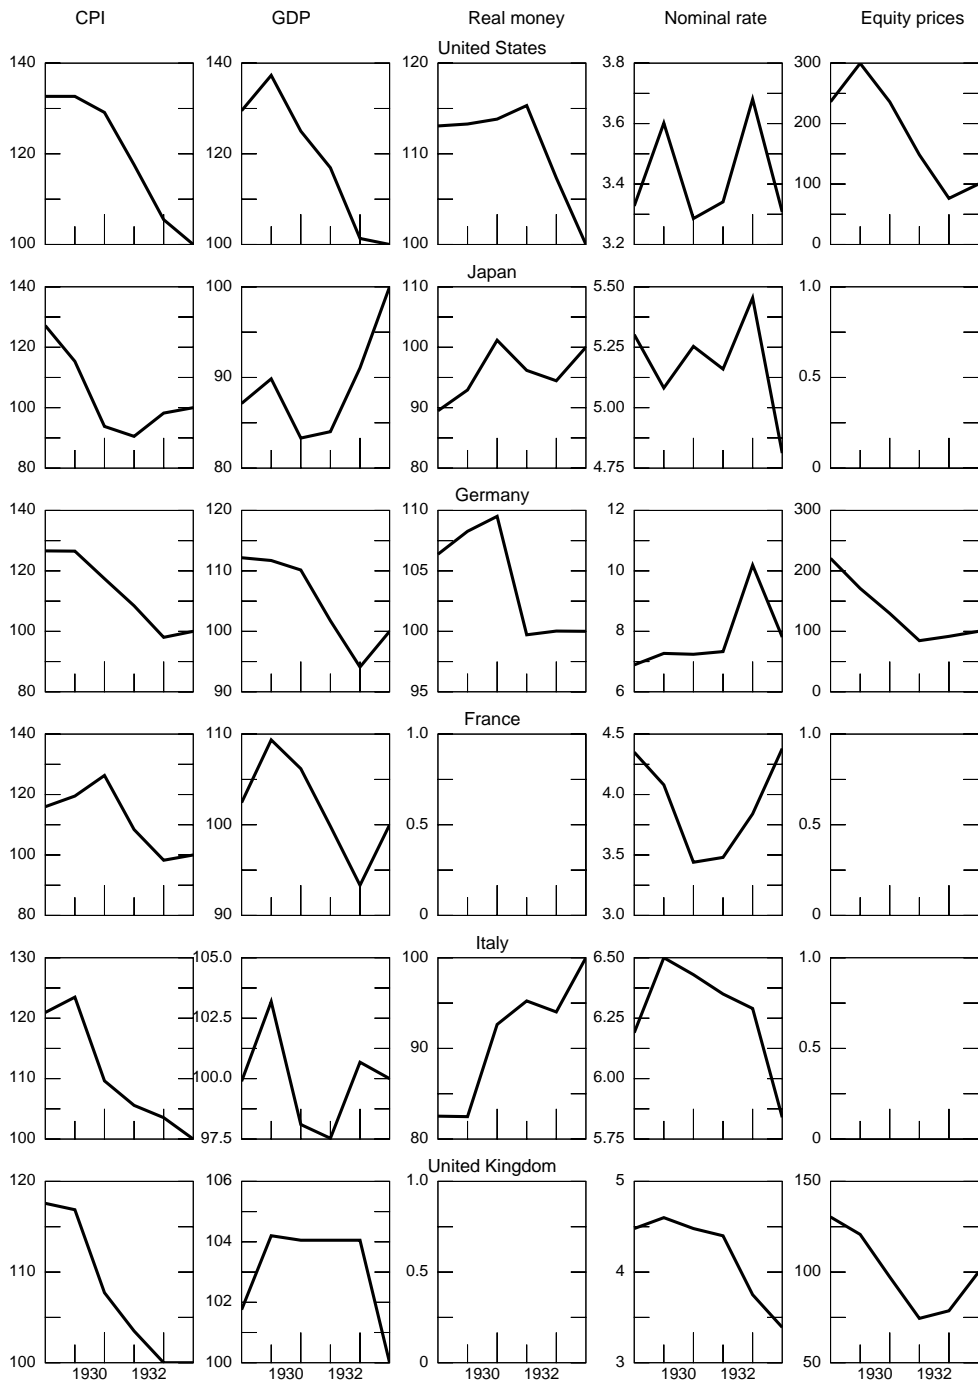 CPI GDP Real money Nominal rate Equity prices
United States
140 140 120 3.8 300
3.6 200
120 120 110
3.4 100
100 100 100 3.2 0
Japan
140 100 110 5.50 1.0
120 100 5.25
90 0.5
100 90 5.00
80 80 80 4.75 0
Germany
140 120 110 12 300
120 110 105 10 200
100 100 100 8 100
80 90 95 6 0
France
140 110 1.0 4.5 1.0
120 4.0
100 0.5 0.5
100 3.5
80 90 0 3.0 0
Italy
130 105.0 100 6.50 1.0
120 102.5 6.25
90 0.5
110 100.0 6.00
100 97.5 80 5.75 0
United Kingdom
120 106 1.0 5 150
104
110 0.5 4 100
102
100 100 0 3 50
1930 1932 1930 1932 1930 1932 1930 1932